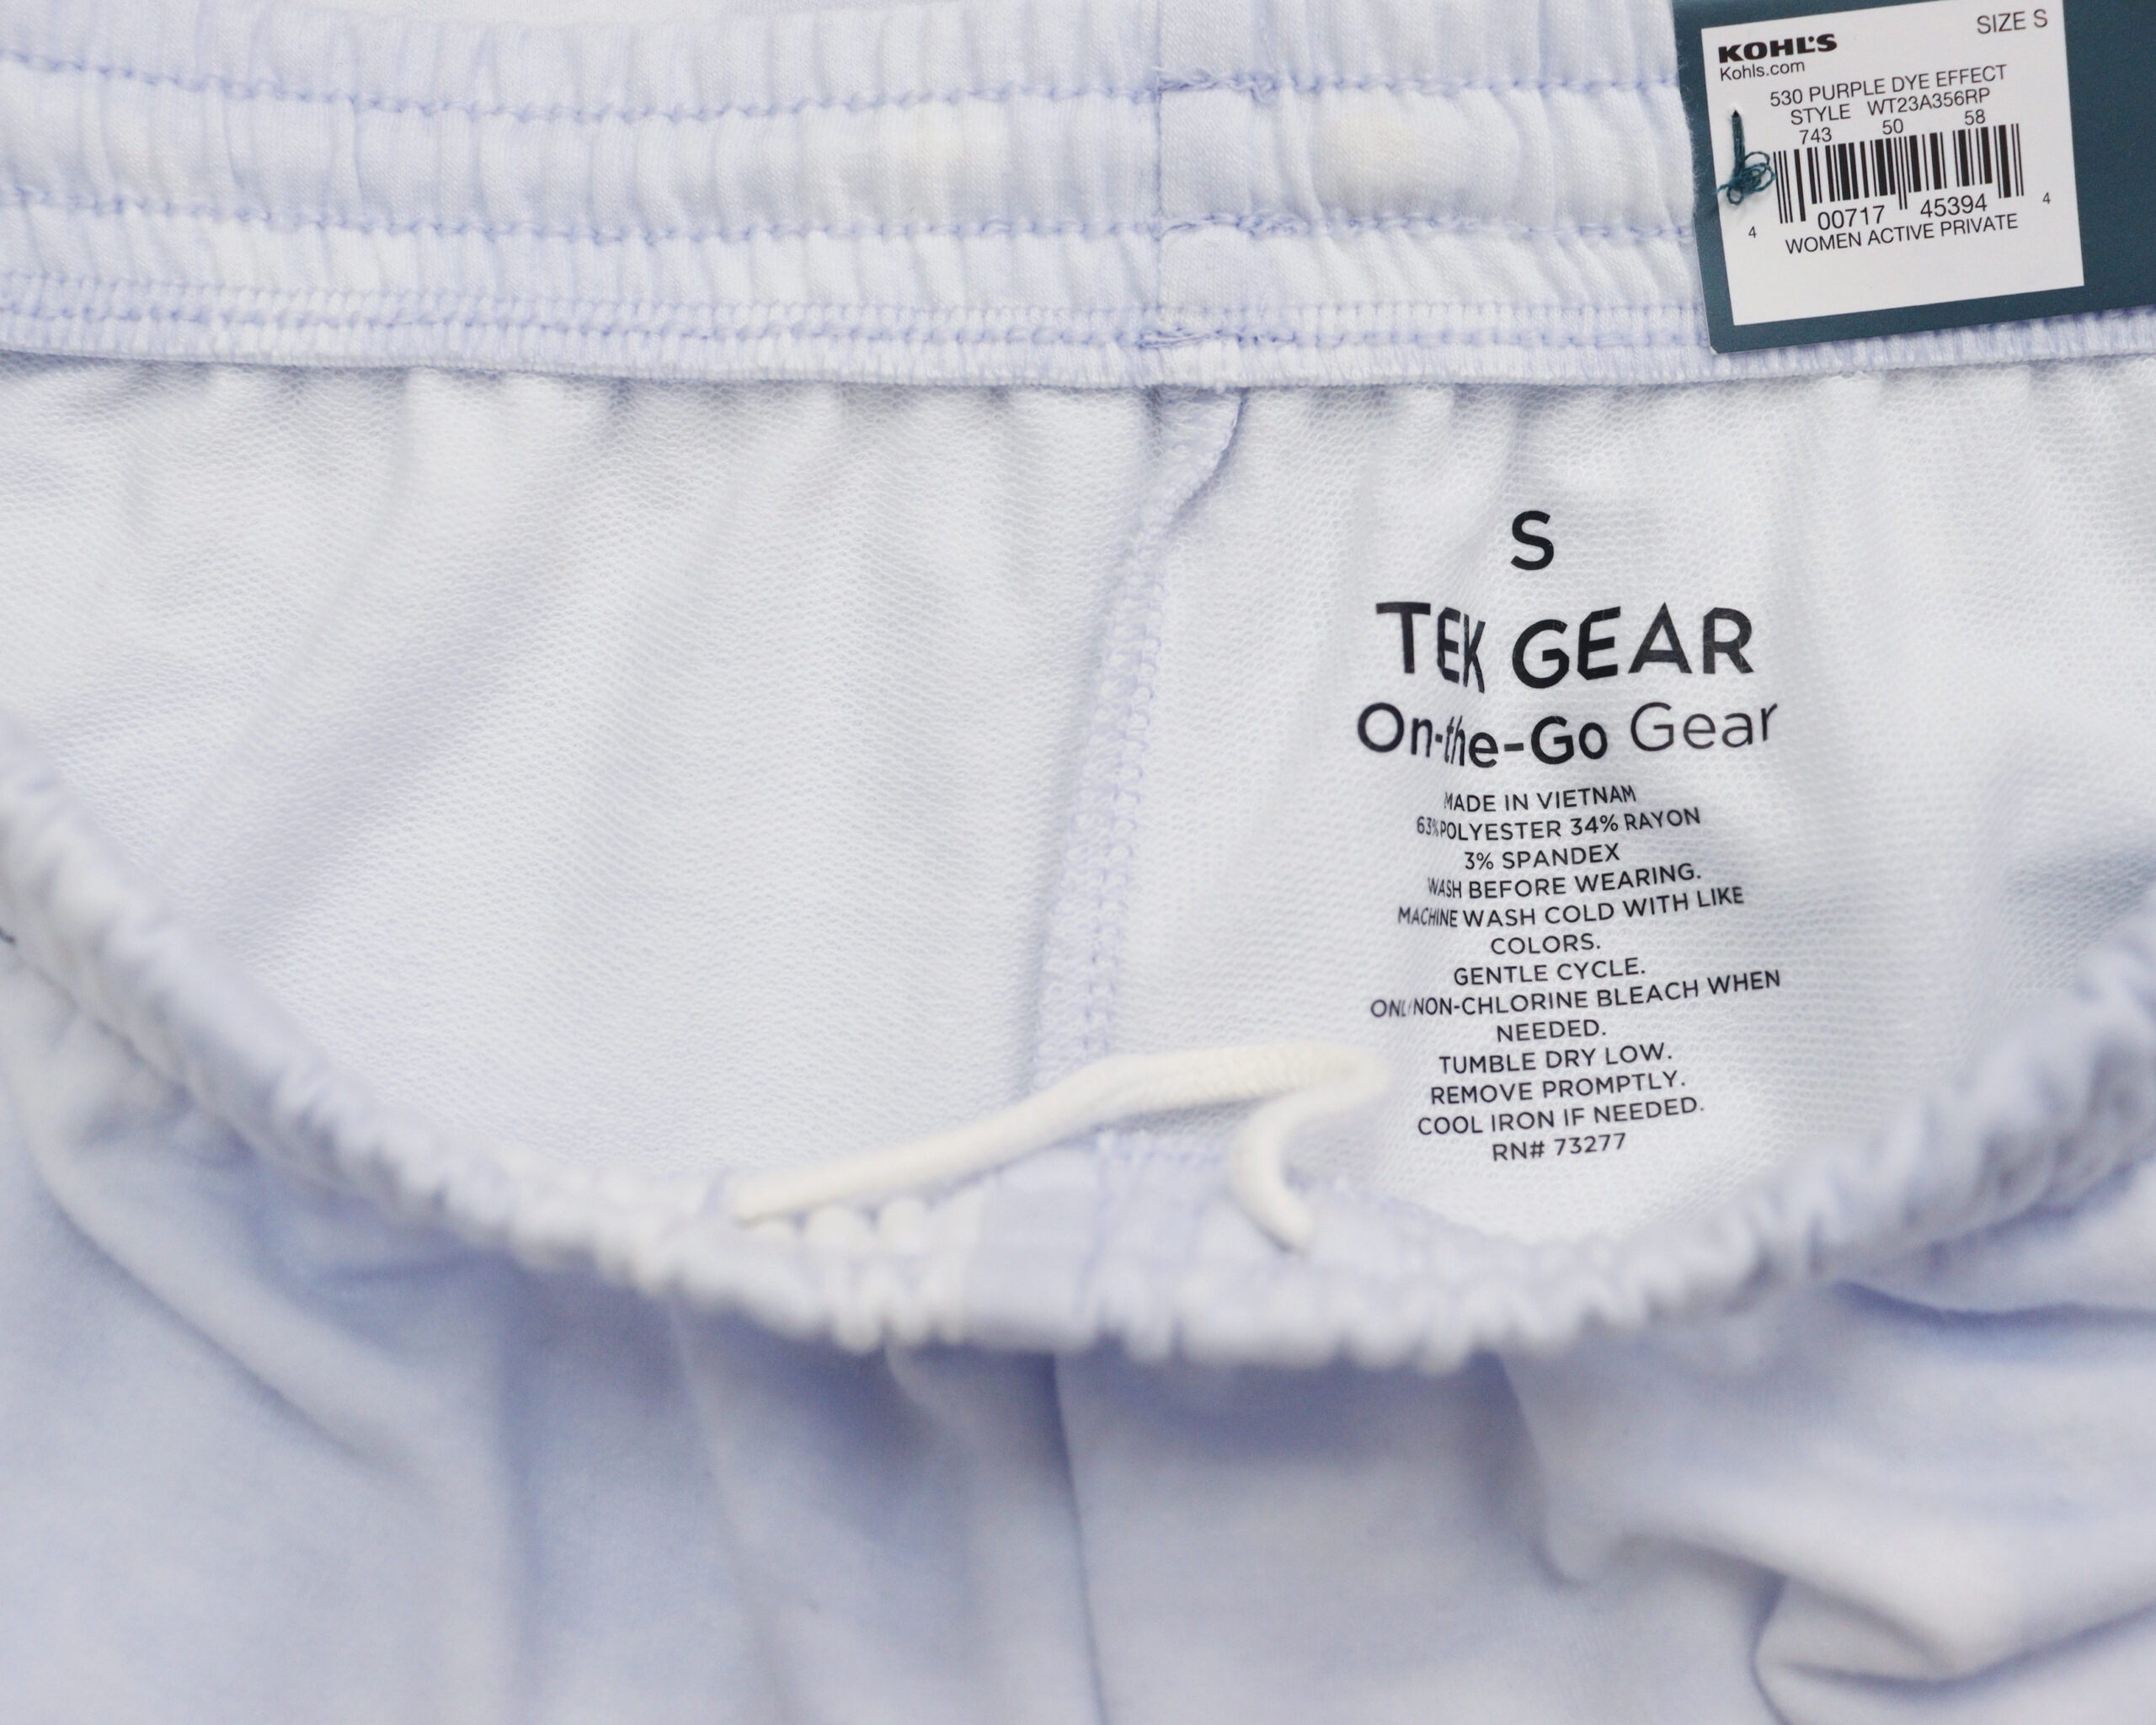 SIZE S
KOHL'S
Kohls.com
530 PURPLE DYE EFFECT
STYLE WT23A356RP
743 50 58
4 00717 45394 4
WOMEN ACTIVE PRIVATE
S
TEK GEAR
On-the-Go Gear
MADE IN VIETNAM
63% POLYESTER 34% RAYON
3% SPANDEX
WASH BEFORE WEARING.
MACHINE WASH COLD WITH LIKE
COLORS.
GENTLE CYCLE.
ONLY NON-CHLORINE BLEACH WHEN
NEEDED.
TUMBLE DRY LOW.
REMOVE PROMPTLY.
COOL IRON IF NEEDED.
RN# 73277